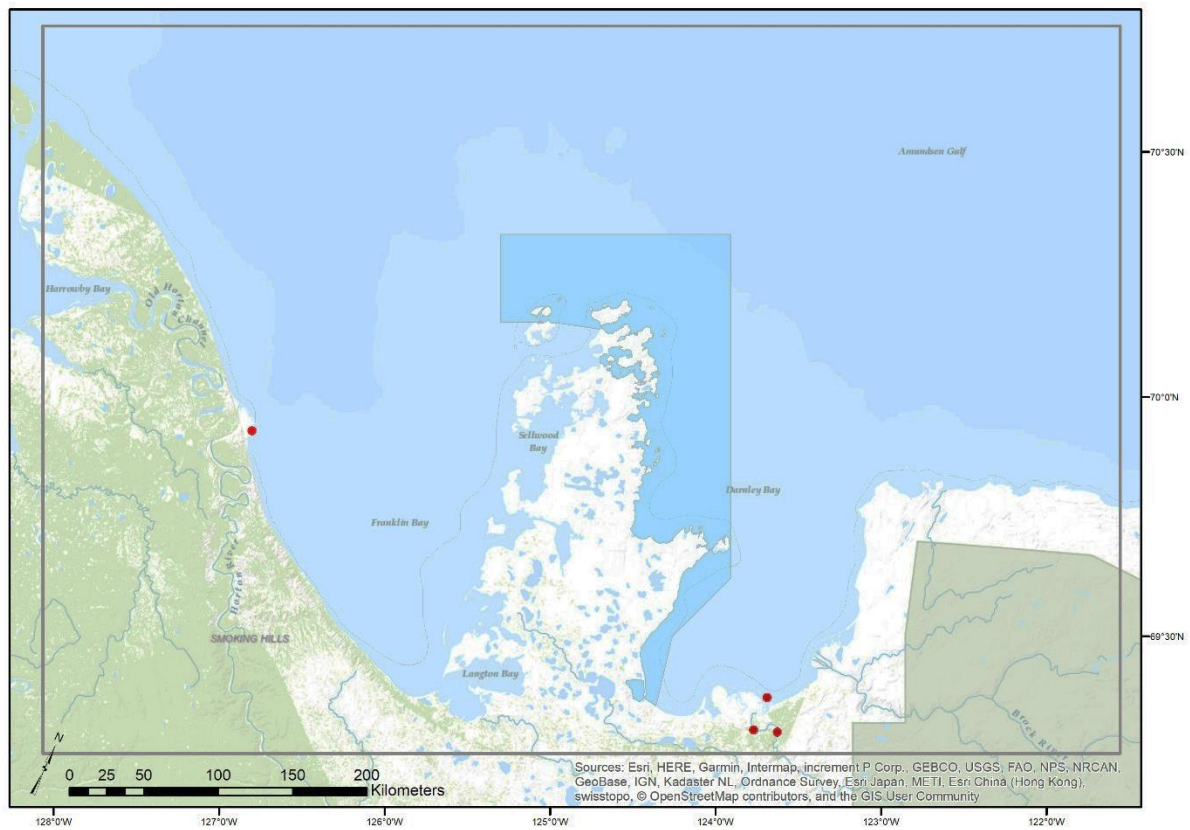 Amundsen Gulf
70°30'N
Harrowby Bay
Old Horton
Channel
70°0'N
Sellwood
Bay
Darnley Bay
Franklin Bay
Horton River
SMOKING HILLS
69°30'N
Langton Bay
Brock River
N
0 25 50 100 150 200
Kilometers
Sources: Esri, HERE, Garmin, Intermap, increment P Corp., GEBCO, USGS, FAO, NPS, NRCAN,
GeoBase, IGN, Kadaster NL, Ordnance Survey, Esri Japan, METI, Esri China (Hong Kong),
swisstopo, © OpenStreetMap contributors, and the GIS User Community
128°0'W 127°0'W 126°0'W 125°0'W 124°0'W 123°0'W 122°0'W